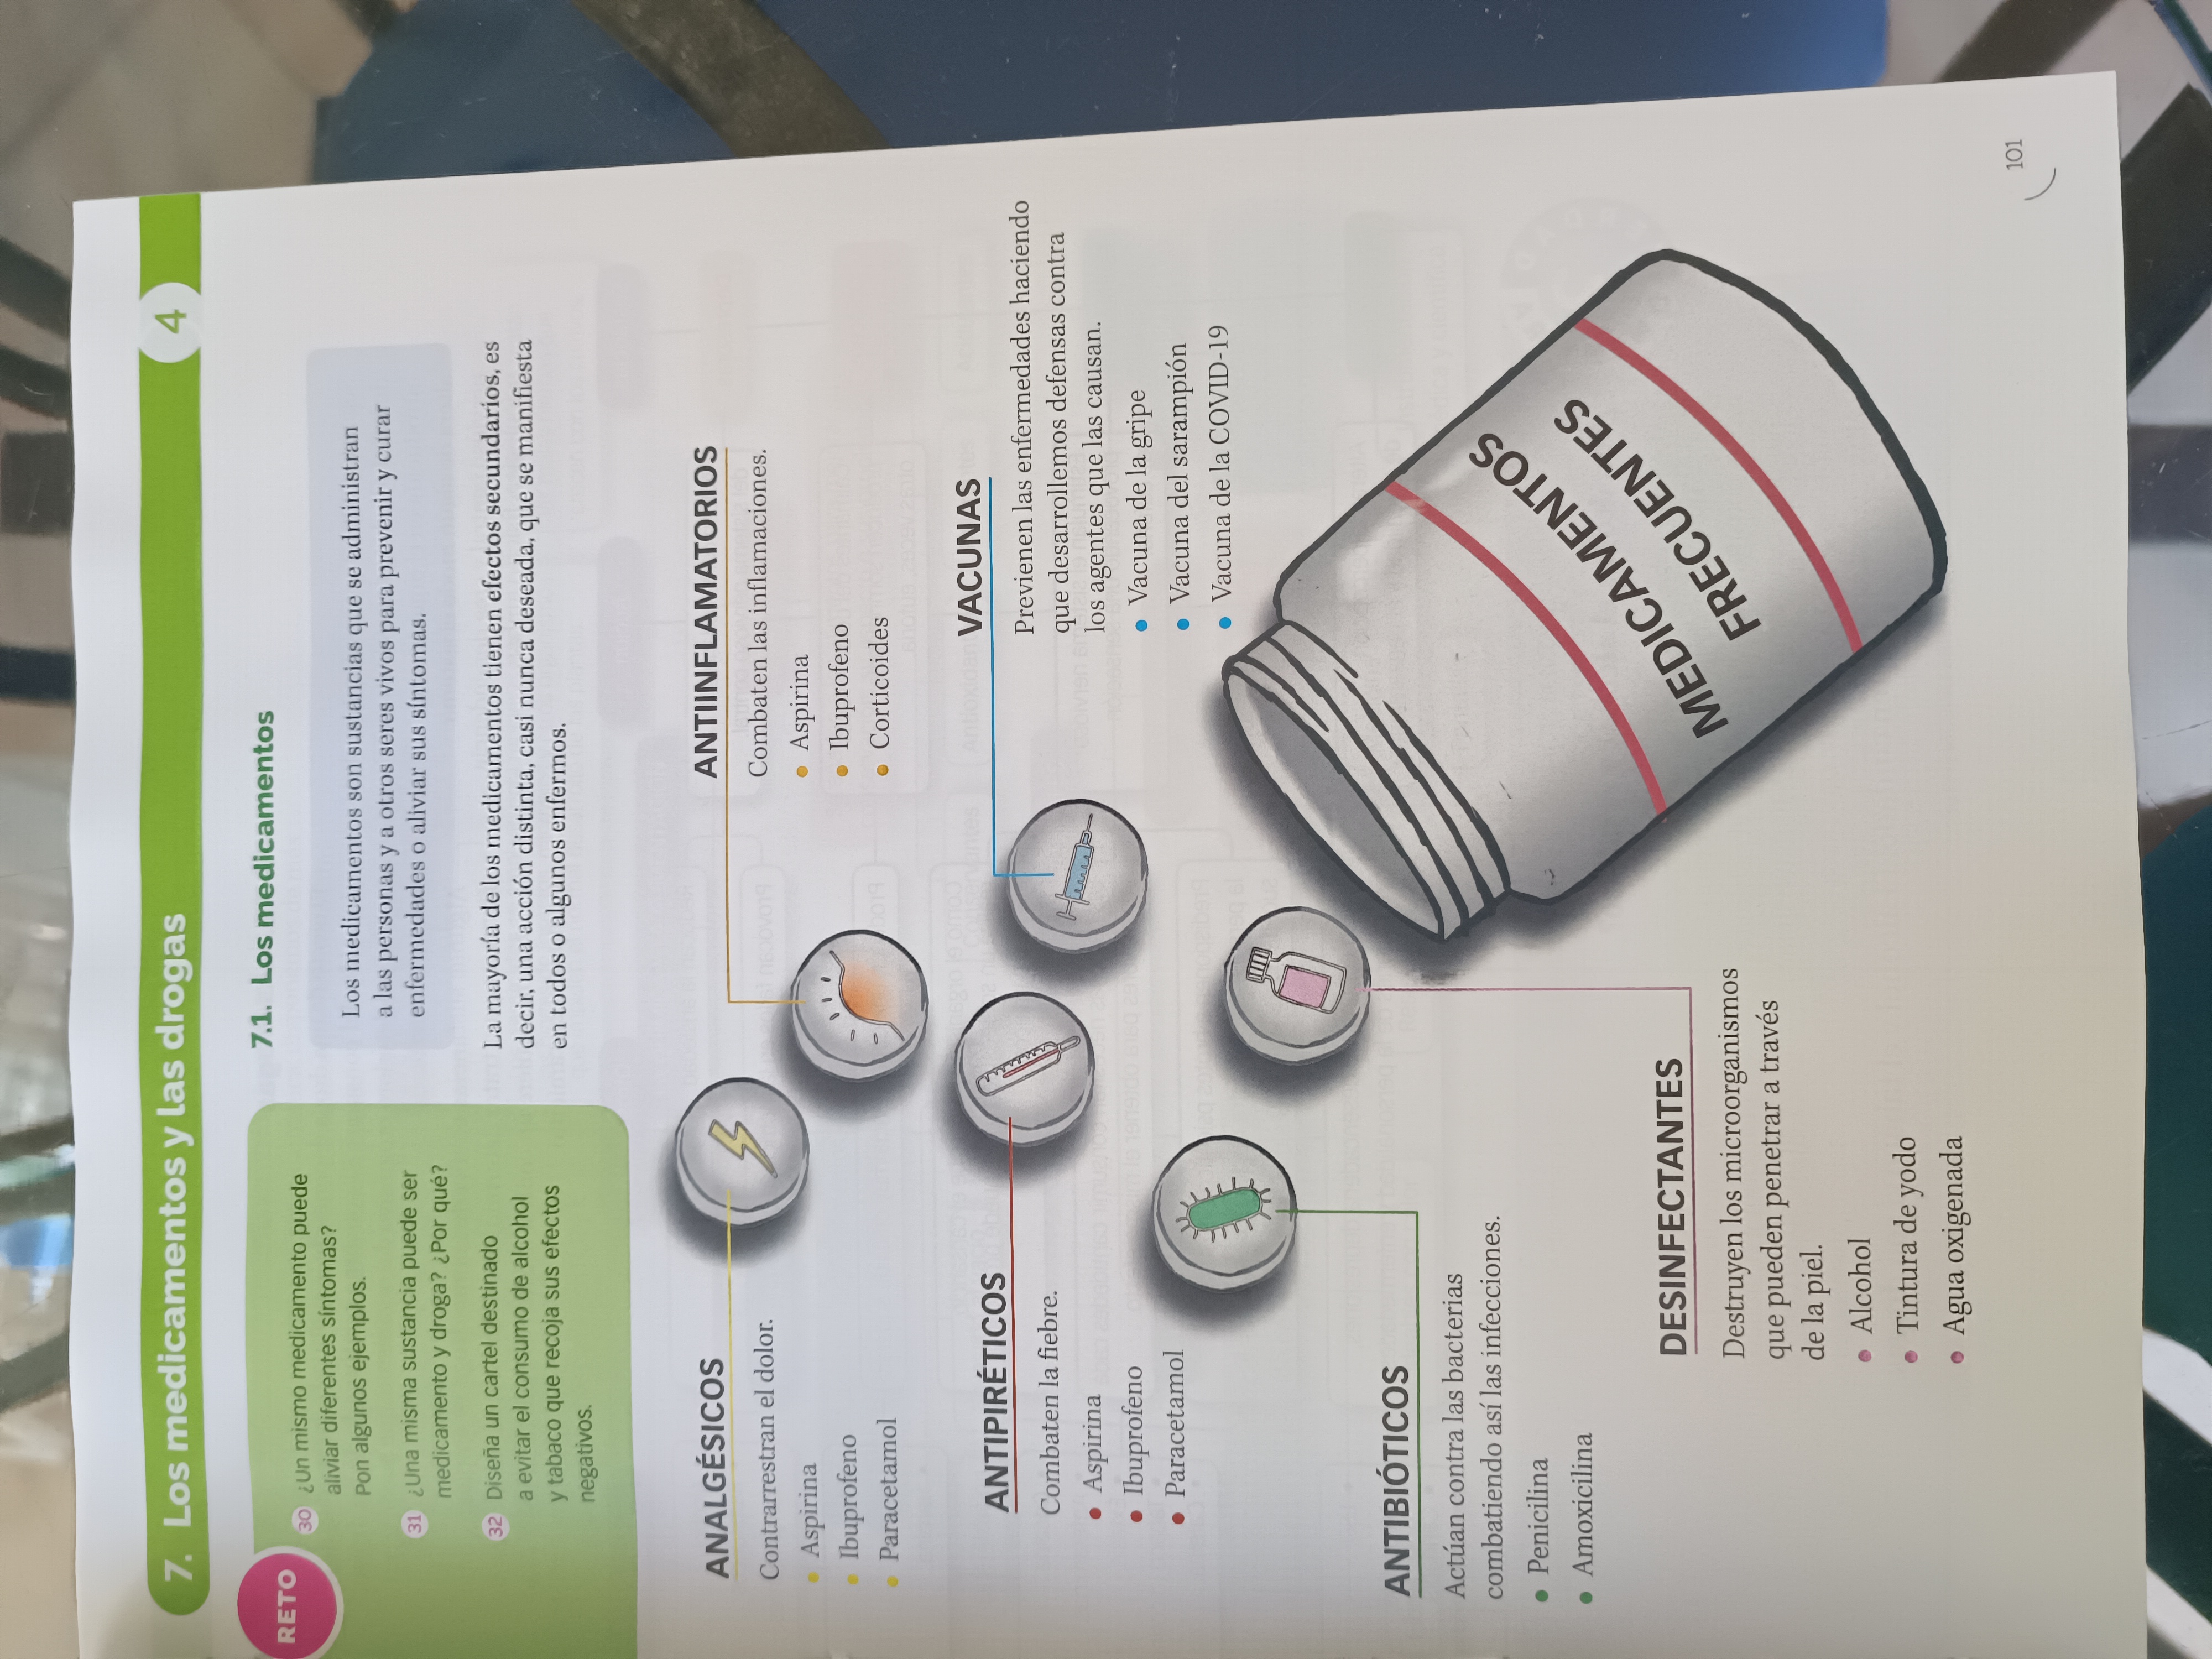 7. Los medicamentos y las drogas
4
RETO
30 ¿Un mismo medicamento puede
aliviar diferentes síntomas?
Pon algunos ejemplos.
31 ¿Una misma sustancia puede ser
medicamento y droga? ¿Por qué?
32 Diseña un cartel destinado
a evitar el consumo de alcohol
y tabaco que recoja sus efectos
negativos.
7.1. Los medicamentos
Los medicamentos son sustancias que se administran
a las personas y a otros seres vivos para prevenir y curar
enfermedades o aliviar sus síntomas.
La mayoría de los medicamentos tienen efectos secundarios, es
decir, una acción distinta, casi nunca deseada, que se manifiesta
en todos o algunos enfermos.
ANALGÉSICOS
Contrarrestran el dolor.
• Aspirina
• Ibuprofeno
• Paracetamol
ANTIINFLAMATORIOS
Combaten las inflamaciones.
• Aspirina
• Ibuprofeno
• Corticoides
ANTIPIRÉTICOS
Combaten la fiebre.
• Aspirina
• Ibuprofeno
• Paracetamol
VACUNAS
Previenen las enfermedades haciendo
que desarrollemos defensas contra
los agentes que las causan.
• Vacuna de la gripe
• Vacuna del sarampión
• Vacuna de la COVID-19
ANTIBIÓTICOS
Actúan contra las bacterias
combatiendo así las infecciones.
• Penicilina
• Amoxicilina
DESINFECTANTES
Destruyen los microorganismos
que pueden penetrar a través
de la piel.
• Alcohol
• Tintura de yodo
• Agua oxigenada
MEDICAMENTOS
FRECUENTES
101